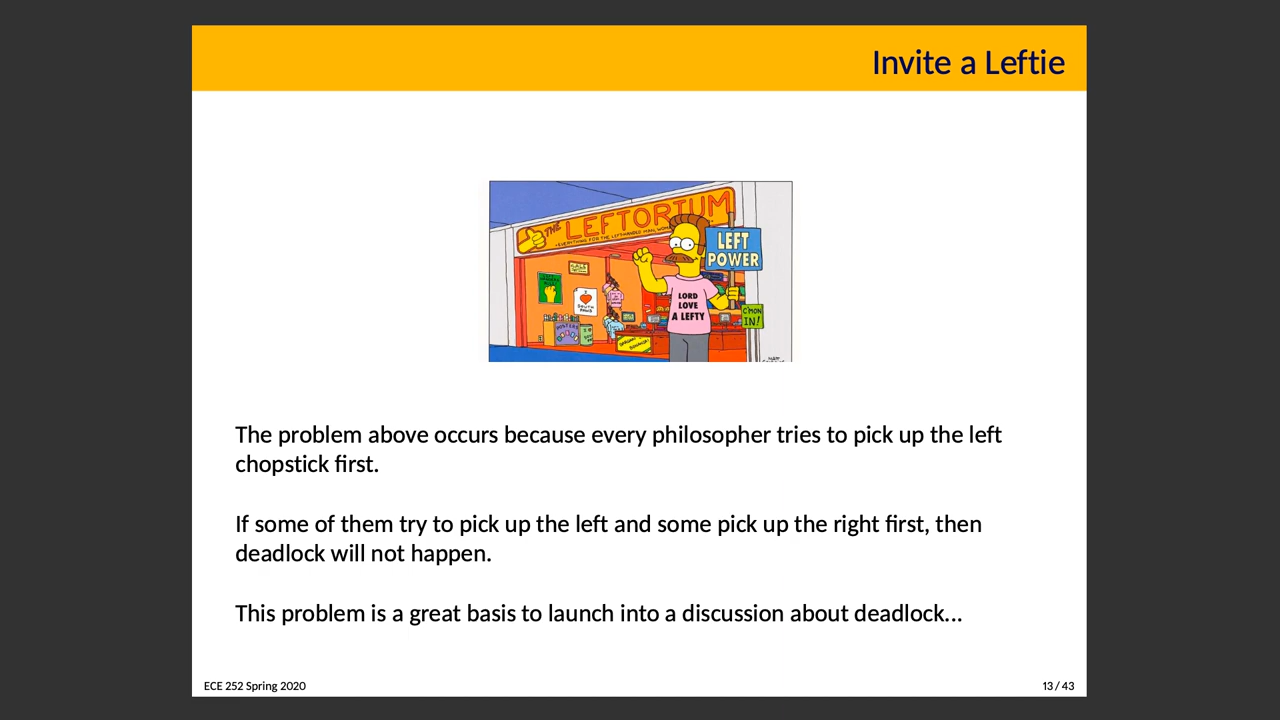 Invite a Leftie
THE LEFTORIUM
LEFT
POWER
LORD
LOVE
A LEFTY
C'MON
IN!
The problem above occurs because every philosopher tries to pick up the left
chopstick first.
If some of them try to pick up the left and some pick up the right first, then
deadlock will not happen.
This problem is a great basis to launch into a discussion about deadlock...
ECE 252 Spring 2020
13 / 43